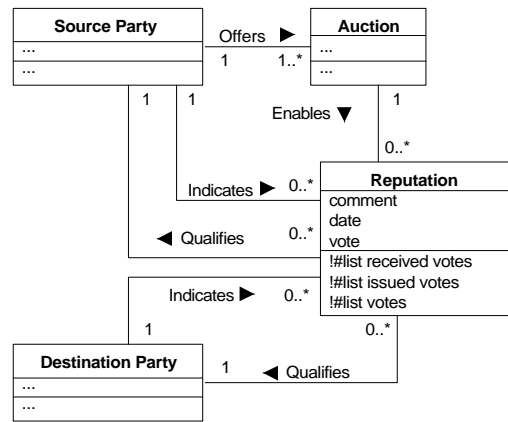 Source Party
...
...
Offers ►
1
1..*
Auction
...
...
1
1
1
Enables ▼
0..*
Indicates ►
0..*
◄ Qualifies
0..*
Reputation
comment
date
vote
!#list received votes
!#list issued votes
!#list votes
Indicates ►
0..*
1
0..*
Destination Party
...
...
1
◄ Qualifies